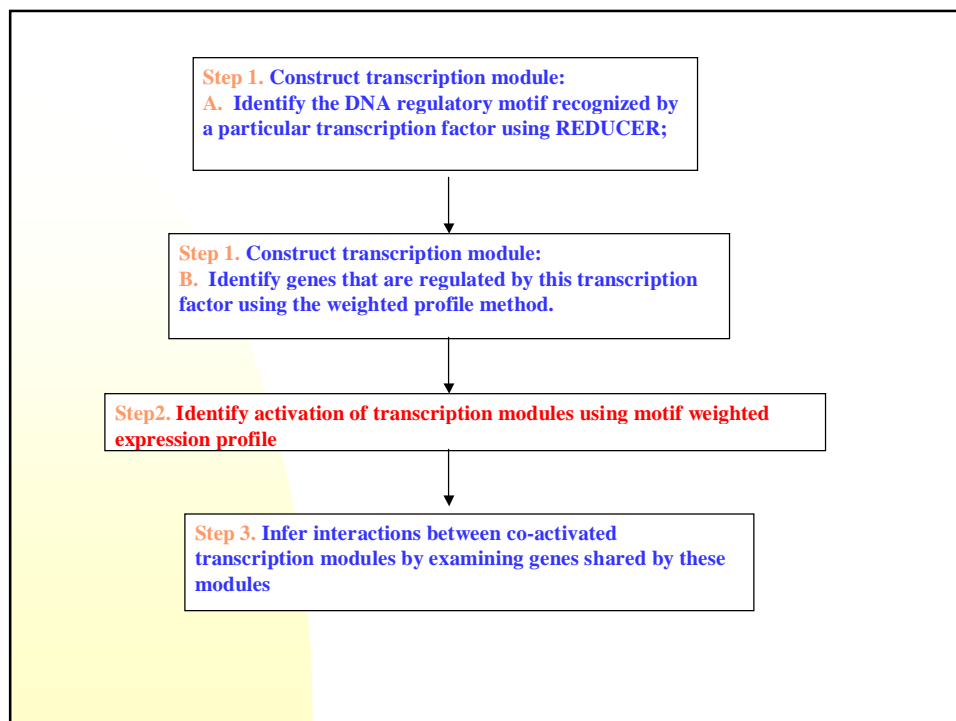 Step 1. Construct transcription module:
A. Identify the DNA regulatory motif recognized by
a particular transcription factor using REDUCER;
Step 1. Construct transcription module:
B. Identify genes that are regulated by this transcription
factor using the weighted profile method.
Step2. Identify activation of transcription modules using motif weighted
expression profile
Step 3. Infer interactions between co-activated
transcription modules by examining genes shared by these
modules